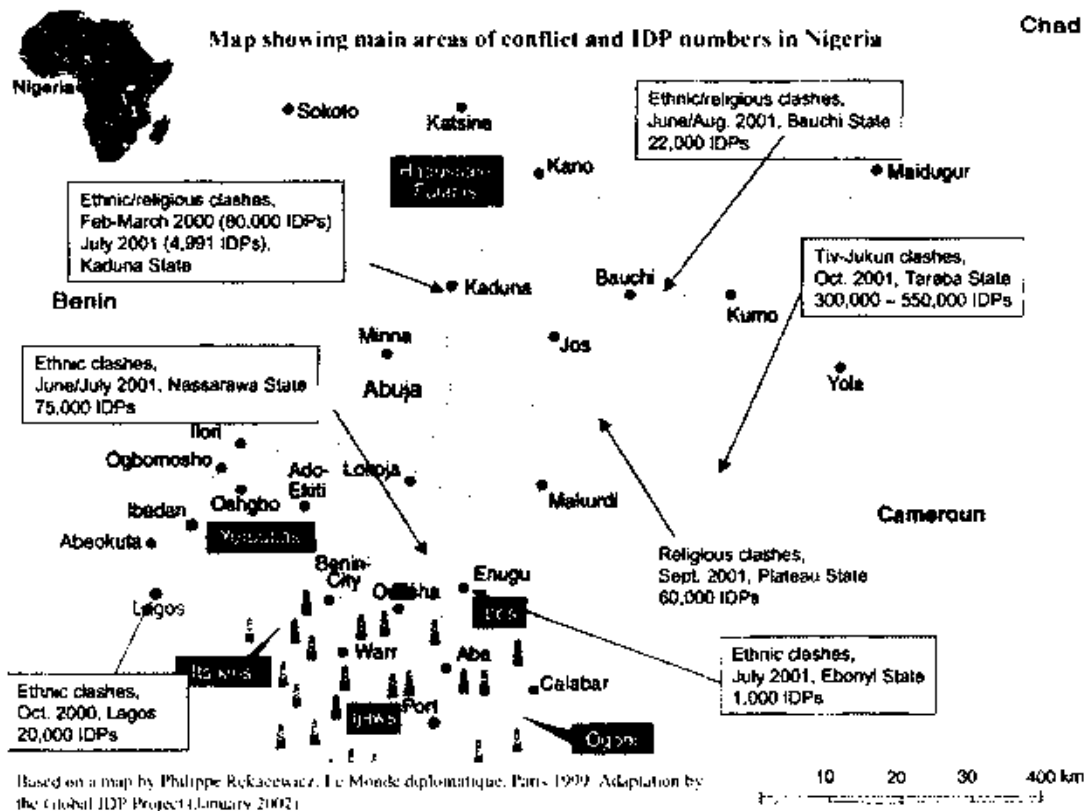 Chad
Map showing main areas of conflict and IDP numbers in Nigeria
Nigeria
Sokoto
Katsina
Kano
Maidugur
Ethnic/religious clashes,
June/Aug. 2001, Bauchi State
22,000 IDPs
Ethnic/religious clashes,
Feb-March 2000 (80,000 IDPs)
July 2001 (4,991 IDPs),
Kaduna State
Tiv-Jukun clashes,
Oct. 2001, Taraba State
300,000 – 550,000 IDPs
Benin
Kaduna
Bauchi
Kumo
Minna
Jos
Abuja
Yola
Ethnic clashes,
June/July 2001, Nassarawa State
75,000 IDPs
Ilori
Ogbomosho
Ado-
Ekiti
Lokoja
Oshgbo
Makurdi
Ibadan
Abeokuta
Cameroun
Religious clashes,
Sept. 2001, Plateau State
60,000 IDPs
Benin-
City
Enugu
Lagos
Warr
Aba
Calabar
Port
Ethnic clashes,
July 2001, Ebonyi State
1,000 IDPs
Ethnic clashes,
Oct. 2000, Lagos
20,000 IDPs
Based on a map by Philippe Rekacewicz, Le Monde diplomatique, Paris 1999. Adaptation by
the Global IDP Project (January 2002)
10 20 30 400 km